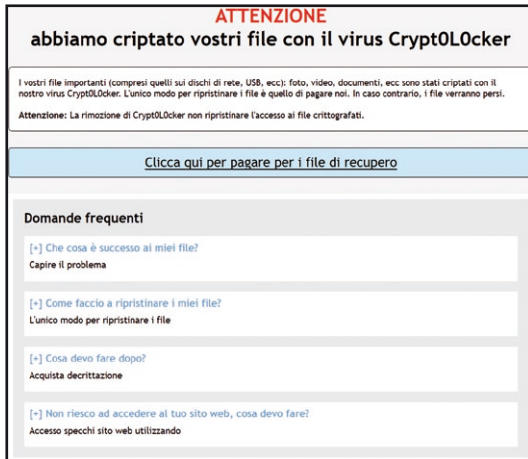 ATTENZIONE
abbiamo criptato vostri file con il virus Crypt0L0cker
I vostri file importanti (compresi quelli sui dischi di rete, USB, ecc): foto, video, documenti, ecc sono stati criptati con il
nostro virus Crypt0L0cker. L'unico modo per ripristinare i file è quello di pagare noi. In caso contrario, i file verranno persi.
Attenzione: La rimozione di Crypt0L0cker non ripristinare l'accesso ai file crittografati.
Clicca qui per pagare per i file di recupero
Domande frequenti
[+] Che cosa è successo ai miei file?
Capire il problema
[+] Come faccio a ripristinare i miei file?
L'unico modo per ripristinare i file
[+] Cosa devo fare dopo?
Acquista decrittazione
[+] Non riesco ad accedere al tuo sito web, cosa devo fare?
Accesso specchi sito web utilizzando